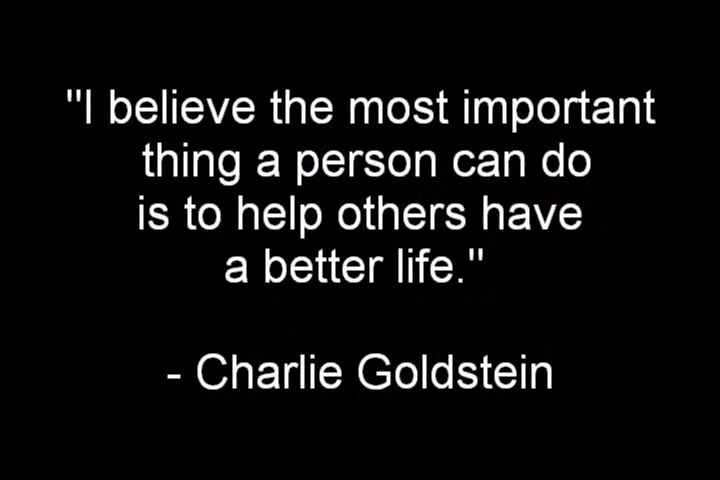 "I believe the most important
thing a person can do
is to help others have
a better life."
- Charlie Goldstein